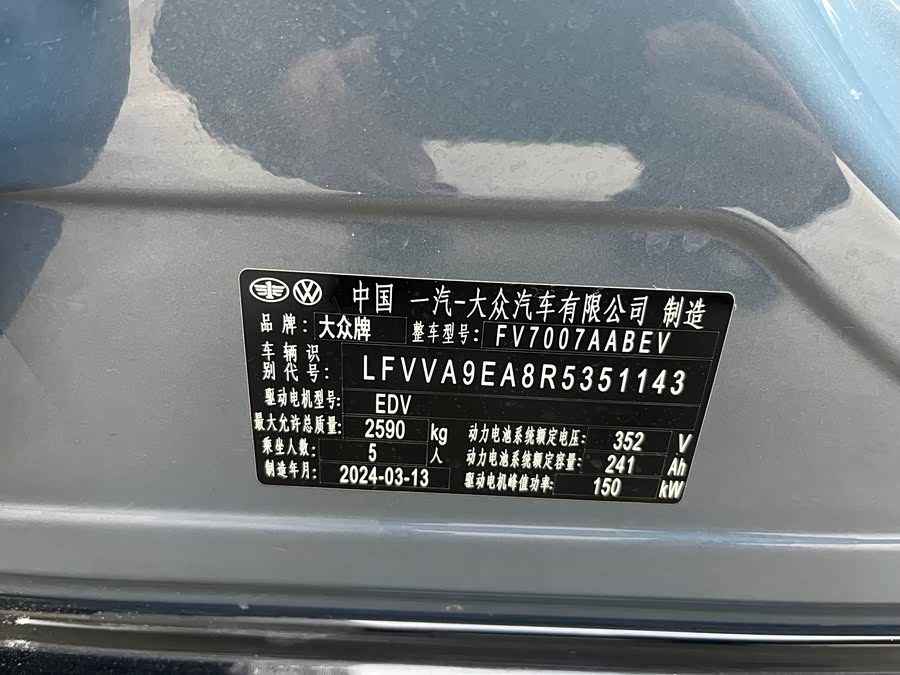 中国 一汽-大众汽车有限公司 制造
品牌: 大众牌 整车型号: FV7007AABEV
车辆识别代号: LFVVA9EA8R5351143
驱动电机型号: EDV
最大允许总质量: 2590 kg 动力电池系统额定电压: 352 V
乘坐人数: 5 人 动力电池系统额定容量: 241 Ah
制造年月: 2024-03-13 驱动电机峰值功率: 150 kW